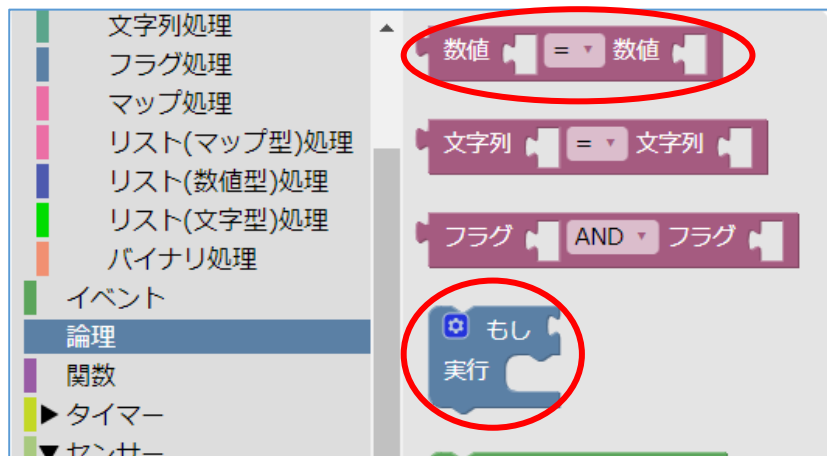 文字列処理
フラグ処理
マップ処理
リスト(マップ型)処理
リスト(数値型)処理
リスト(文字型)処理
バイナリ処理
イベント
論理
関数
▶タイマー
▼センサー
数値 = ▼ 数値
文字列 = ▼ 文字列
フラグ AND ▼ フラグ
もし
実行